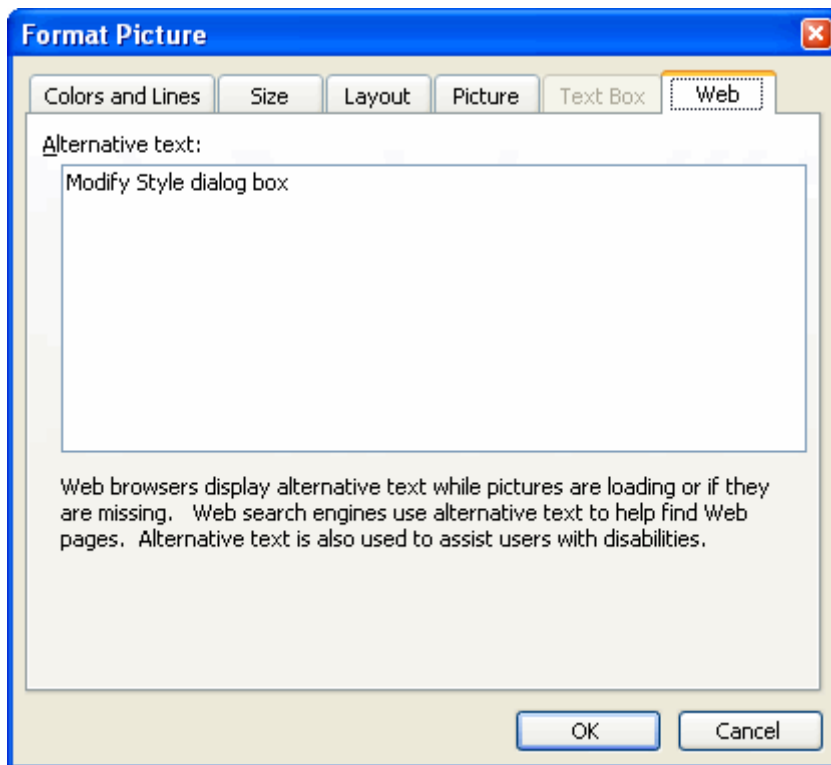 Format Picture
Colors and Lines Size Layout Picture Text Box Web
Alternative text:
Modify Style dialog box
Web browsers display alternative text while pictures are loading or if they
are missing. Web search engines use alternative text to help find Web
pages. Alternative text is also used to assist users with disabilities.
OK Cancel